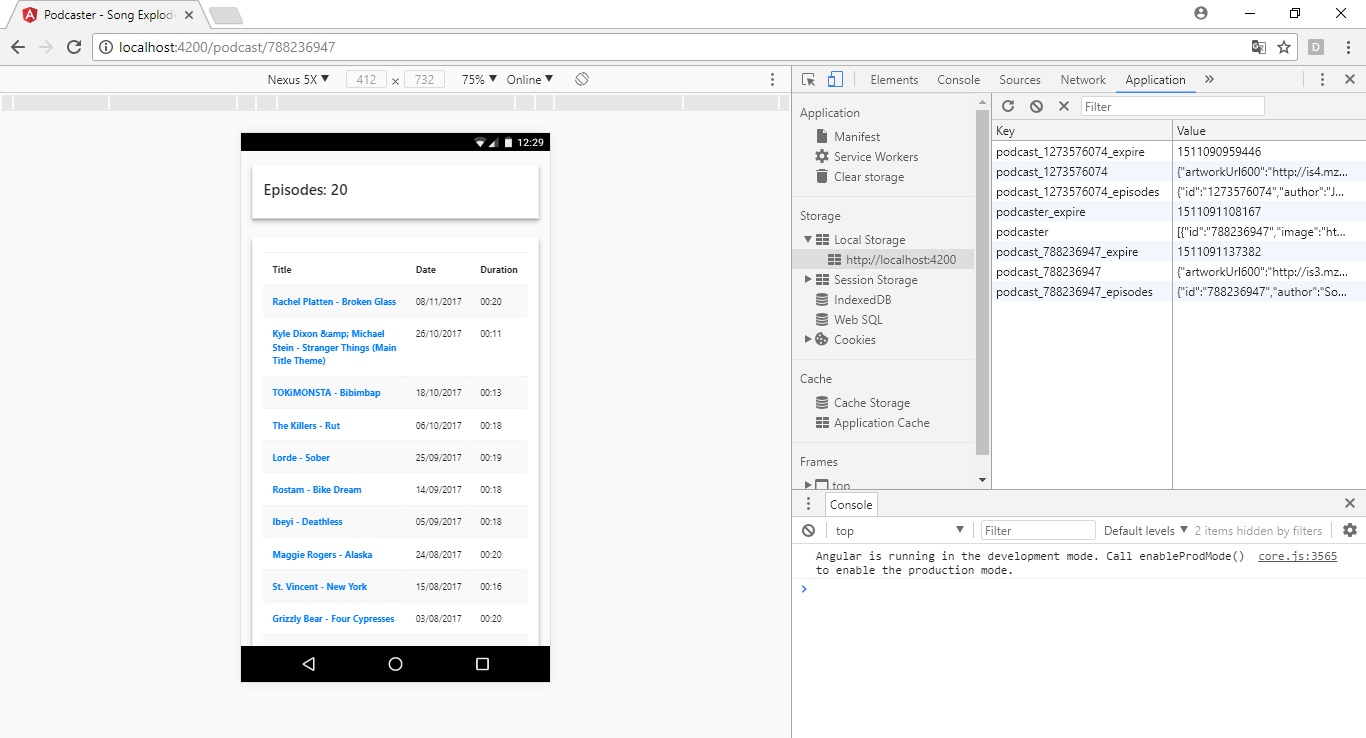 Podcaster - Song Explod
localhost:4200/podcast/788236947
D
Nexus 5X 412 × 732 75% Online
12:29
Episodes: 20
Title Date Duration
Rachel Platten - Broken Glass 08/11/2017 00:20
Kyle Dixon &amp; Michael 26/10/2017 00:11
Stein - Stranger Things (Main
Title Theme)
TOKiMONSTA - Bibimbap 18/10/2017 00:13
The Killers - Rut 06/10/2017 00:18
Lorde - Sober 25/09/2017 00:19
Rostam - Bike Dream 14/09/2017 00:18
Ibeyi - Deathless 05/09/2017 00:18
Maggie Rogers - Alaska 24/08/2017 00:20
St. Vincent - New York 15/08/2017 00:16
Grizzly Bear - Four Cypresses 03/08/2017 00:20
Elements Console Sources Network Application »
Application
Manifest
Service Workers
Clear storage
Storage
Local Storage
http://localhost:4200
Session Storage
IndexedDB
Web SQL
Cookies
Cache
Cache Storage
Application Cache
Frames
top
Filter
Key Value
podcast_1273576074_expire 1511090959446
podcast_1273576074 {"artworkUrl600":"http://is4.mz...
podcast_1273576074_episodes {"id":"1273576074","author":"J...
podcaster_expire 1511091108167
podcaster [{"id":"788236947","image":"ht...
podcast_788236947_expire 1511091137382
podcast_788236947 {"artworkUrl600":"http://is3.mz...
podcast_788236947_episodes {"id":"788236947","author":"So...
Console
top Filter Default levels 2 items hidden by filters
Angular is running in the development mode. Call enableProdMode() core.js:3565
to enable the production mode.